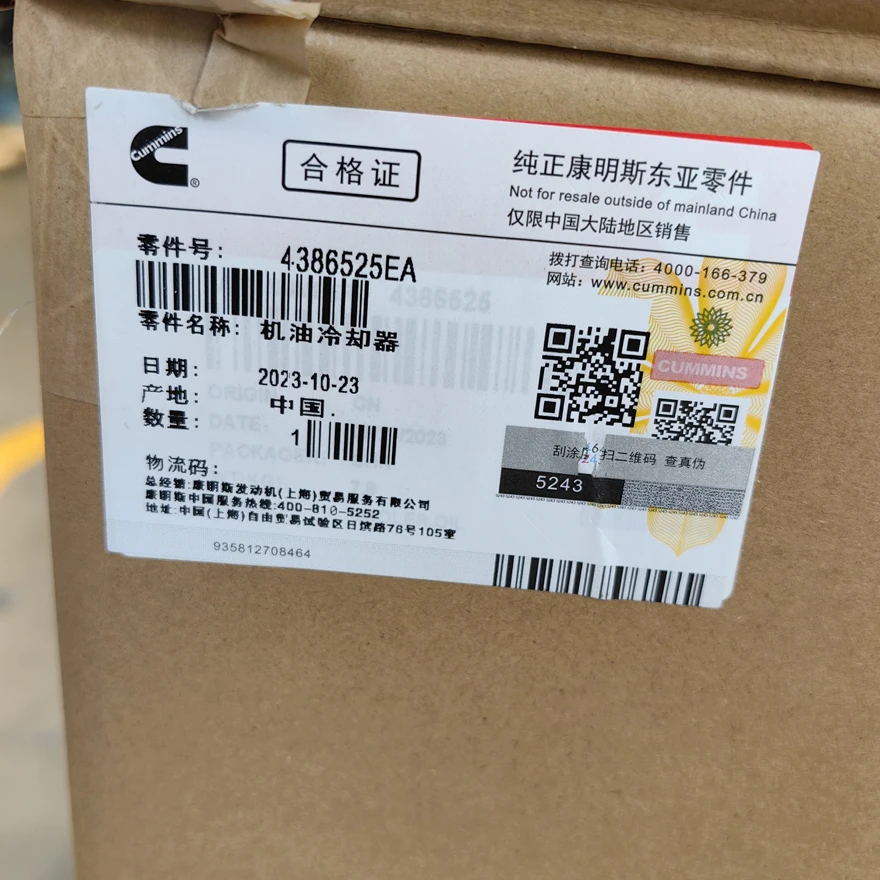 Cummins
®
合格证
纯正康明斯东亚零件
Not for resale outside of mainland China
仅限中国大陆地区销售
零件号: 4386525EA
拨打查询电话: 4000-166-379
网站: www.cummins.com.cn
4386525
零件名称: 机油冷却器
CUMMINS
日期: 2023-10-23
产地: 中国.
数量: 1
ORIGIN
CN
DATE:
/2023
物流码:
刮涂层 扫二维码 查真伪
5243
总经销:康明斯发动机(上海)贸易服务有限公司
康明斯中国服务热线:400-810-5252
地址:中国(上海)自由贸易试验区日滨路76号105室
935812708464